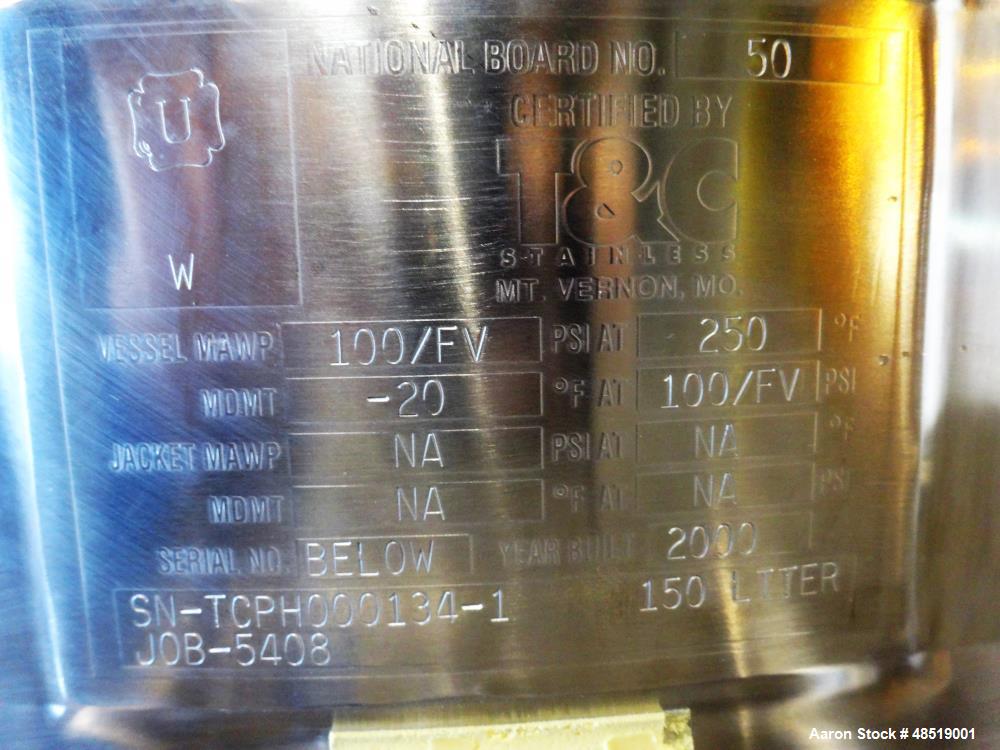 NATIONAL BOARD NO. 50
U
CERTIFIED BY
T&C
STAINLESS
W
MT. VERNON, MO.
VESSEL MAWP 100/FV PSI AT 250 °F
MDMT -20 °F AT 100/FV PSI
JACKET MAWP NA PSI AT NA °F
MDMT NA °F AT NA PSI
SERIAL NO. BELOW YEAR BUILT 2000
SN-TCPH000134-1 150 LITER
JOB-5408
Aaron Stock # 48519001